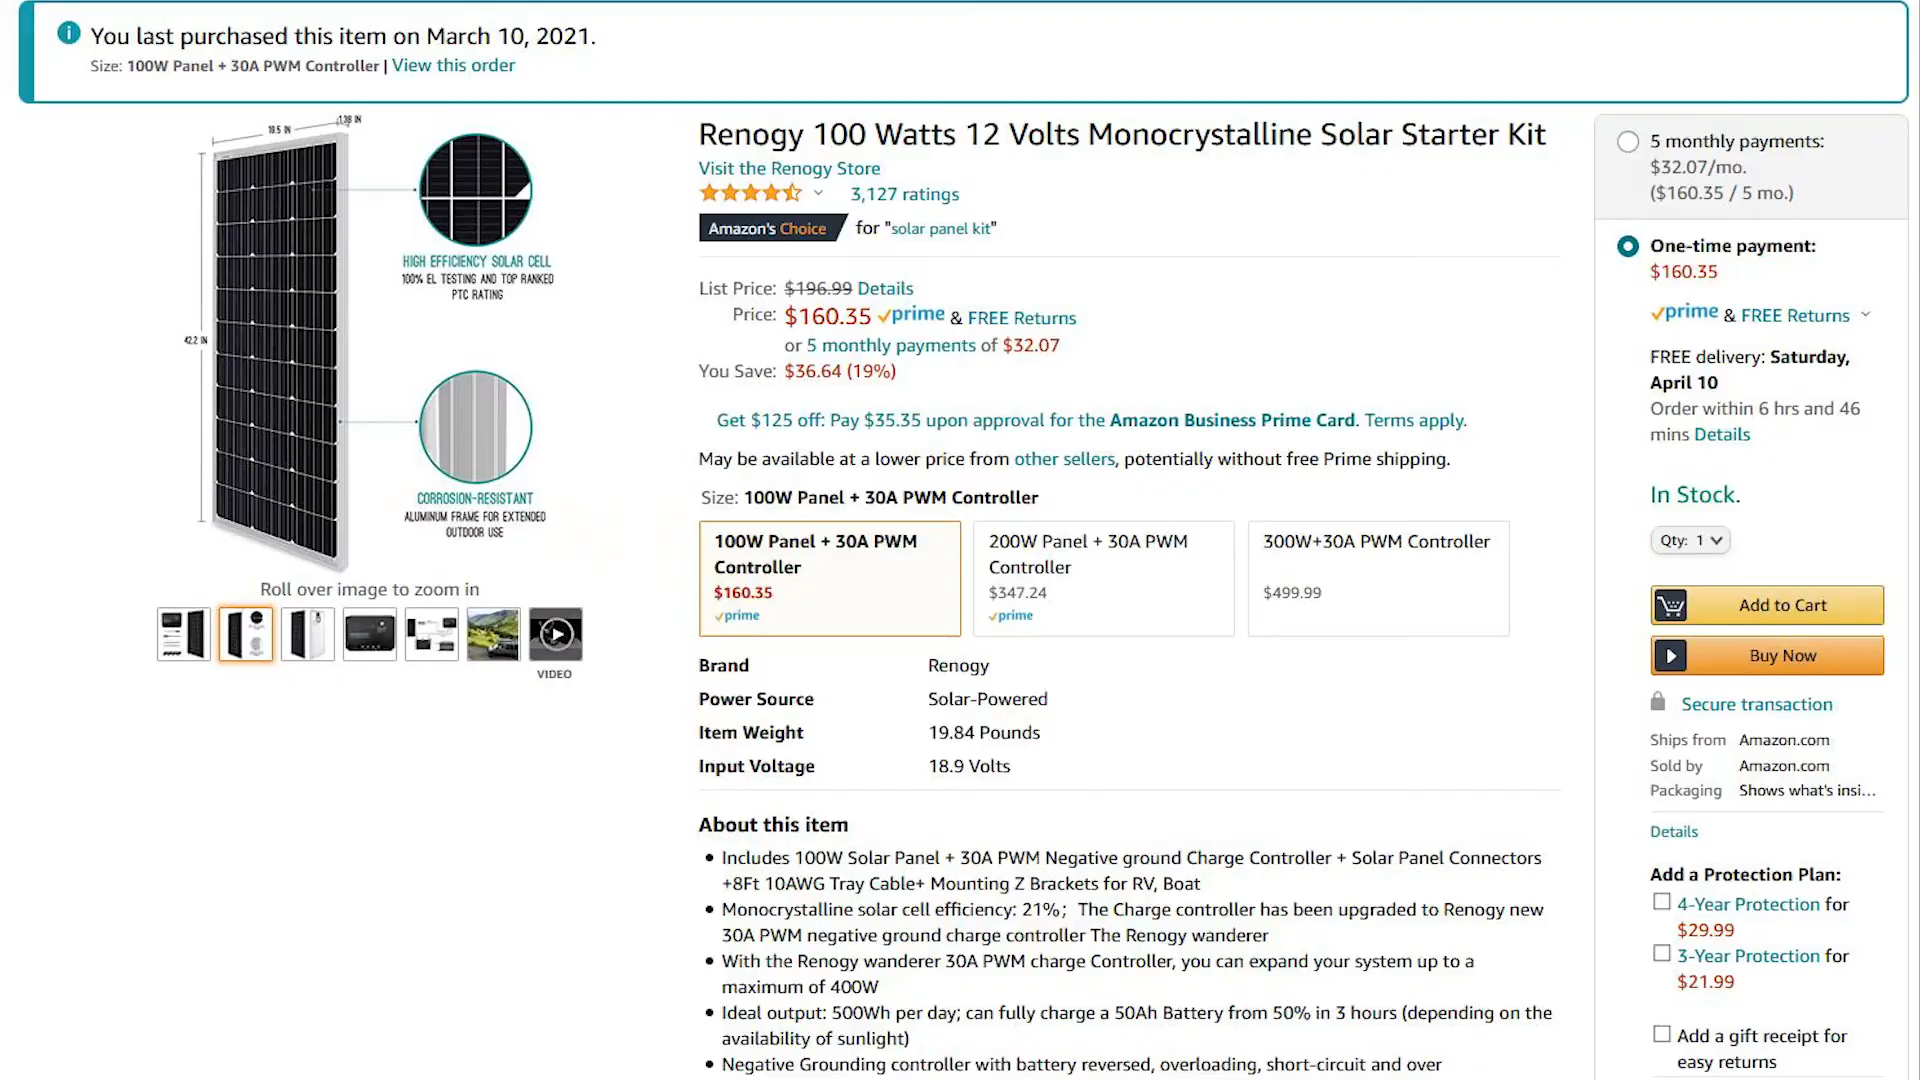 You last purchased this item on March 10, 2021.
Size: 100W Panel + 30A PWM Controller | View this order
19.5 IN
1.38 IN
42.2 IN
HIGH EFFICIENCY SOLAR CELL
100% EL TESTING AND TOP RANKED
PTC RATING
CORROSION-RESISTANT
ALUMINUM FRAME FOR EXTENDED
OUTDOOR USE
Roll over image to zoom in
VIDEO
Renogy 100 Watts 12 Volts Monocrystalline Solar Starter Kit
Visit the Renogy Store
3,127 ratings
Amazon's Choice for "solar panel kit"
List Price: $196.99 Details
Price: $160.35 prime & FREE Returns
or 5 monthly payments of $32.07
You Save: $36.64 (19%)
Get $125 off: Pay $35.35 upon approval for the Amazon Business Prime Card. Terms apply.
May be available at a lower price from other sellers, potentially without free Prime shipping.
Size: 100W Panel + 30A PWM Controller
100W Panel + 30A PWM
Controller
$160.35
prime
200W Panel + 30A PWM
Controller
$347.24
prime
300W+30A PWM Controller
$499.99
Brand Renogy
Power Source Solar-Powered
Item Weight 19.84 Pounds
Input Voltage 18.9 Volts
About this item
• Includes 100W Solar Panel + 30A PWM Negative ground Charge Controller + Solar Panel Connectors
+8Ft 10AWG Tray Cable+ Mounting Z Brackets for RV, Boat
• Monocrystalline solar cell efficiency: 21%; The Charge controller has been upgraded to Renogy new
30A PWM negative ground charge controller The Renogy wanderer
• With the Renogy wanderer 30A PWM charge Controller, you can expand your system up to a
maximum of 400W
• Ideal output: 500Wh per day; can fully charge a 50Ah Battery from 50% in 3 hours (depending on the
availability of sunlight)
• Negative Grounding controller with battery reversed, overloading, short-circuit and over
5 monthly payments:
$32.07/mo.
($160.35 / 5 mo.)
One-time payment:
$160.35
prime & FREE Returns
FREE delivery: Saturday,
April 10
Order within 6 hrs and 46
mins Details
In Stock.
Qty: 1
Add to Cart
Buy Now
Secure transaction
Ships from Amazon.com
Sold by Amazon.com
Packaging Shows what's insi...
Details
Add a Protection Plan:
4-Year Protection for
$29.99
3-Year Protection for
$21.99
Add a gift receipt for
easy returns